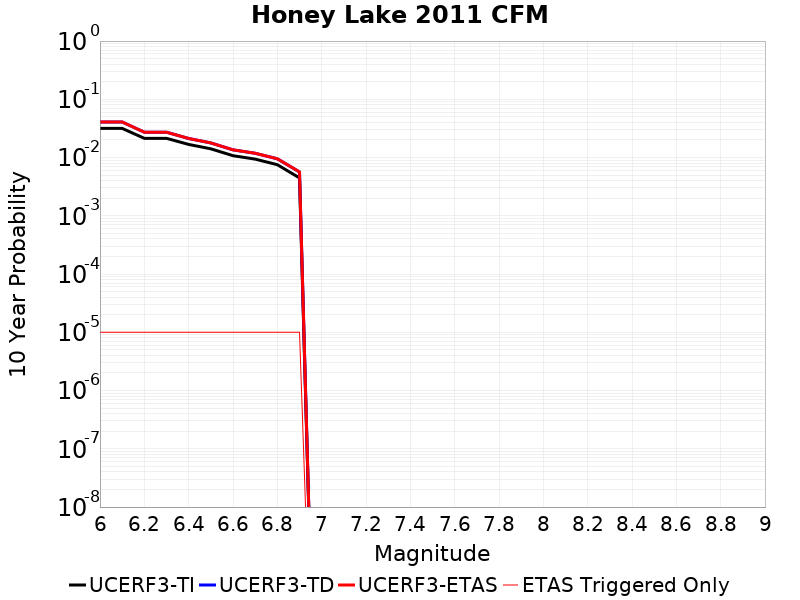 Honey Lake 2011 CFM
10 Year Probability
10^0
10^-1
10^-2
10^-3
10^-4
10^-5
10^-6
10^-7
10^-8
6 6.2 6.4 6.6 6.8 7 7.2 7.4 7.6 7.8 8 8.2 8.4 8.6 8.8 9
Magnitude
UCERF3-TI UCERF3-TD UCERF3-ETAS ETAS Triggered Only